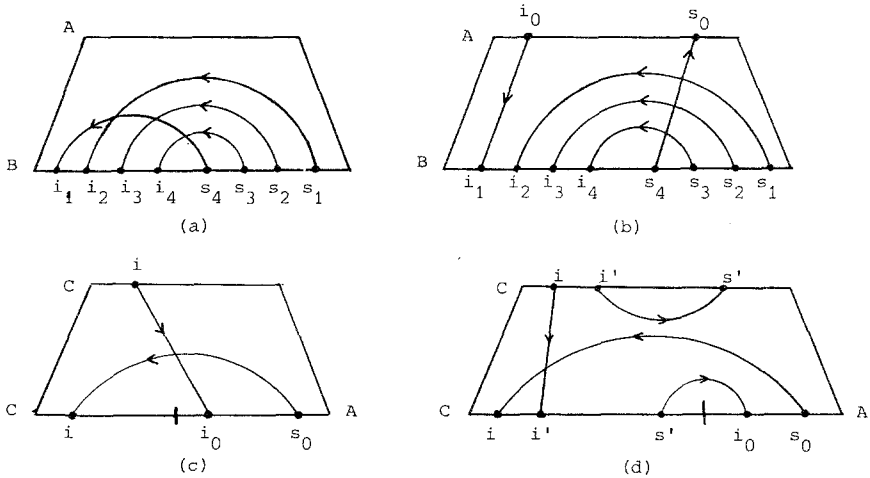 A
B
i₁ i₂ i₃ i₄ s₄ s₃ s₂ s₁
(a)
i₀ s₀
A
B
i₁ i₂ i₃ i₄ s₄ s₃ s₂ s₁
(b)
i
C
C i i₀ s₀ A
(c)
i i' s'
C
C i i' s' i₀ s₀ A
(d)